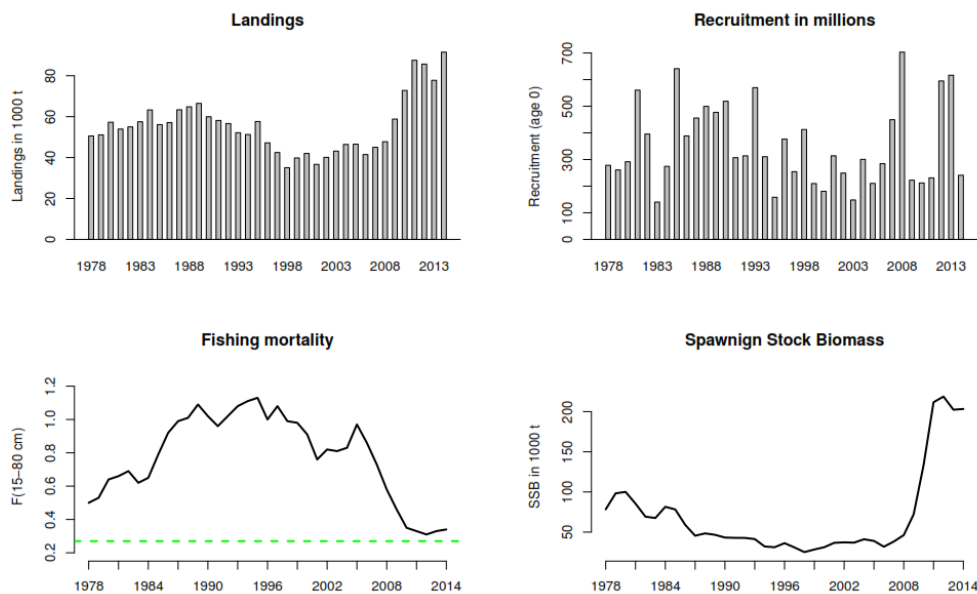 Landings
Landings in 1000 t
80
60
40
20
0
1978 1983 1988 1993 1998 2003 2008 2013
Recruitment in millions
Recruitment (age 0)
700
500
300
100
0
1978 1983 1988 1993 1998 2003 2008 2013
Fishing mortality
F(15–80 cm)
1.2
1.0
0.8
0.6
0.4
0.2
1978 1984 1990 1996 2002 2008 2014
Spawnign Stock Biomass
SSB in 1000 t
200
150
100
50
1978 1984 1990 1996 2002 2008 2014